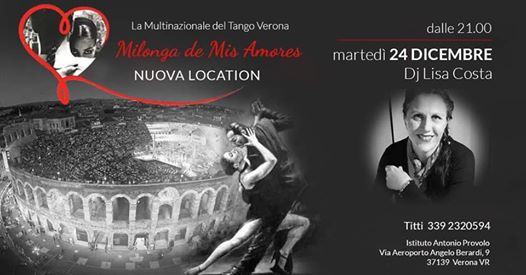 La Multinazionale del Tango Verona
Milonga de Mis Amores
NUOVA LOCATION
dalle 21.00
martedì 24 DICEMBRE
Dj Lisa Costa
Titti 339 2320594
Istituto Antonio Provolo
Via Aeroporto Angelo Berardi, 9
37139 Verona VR